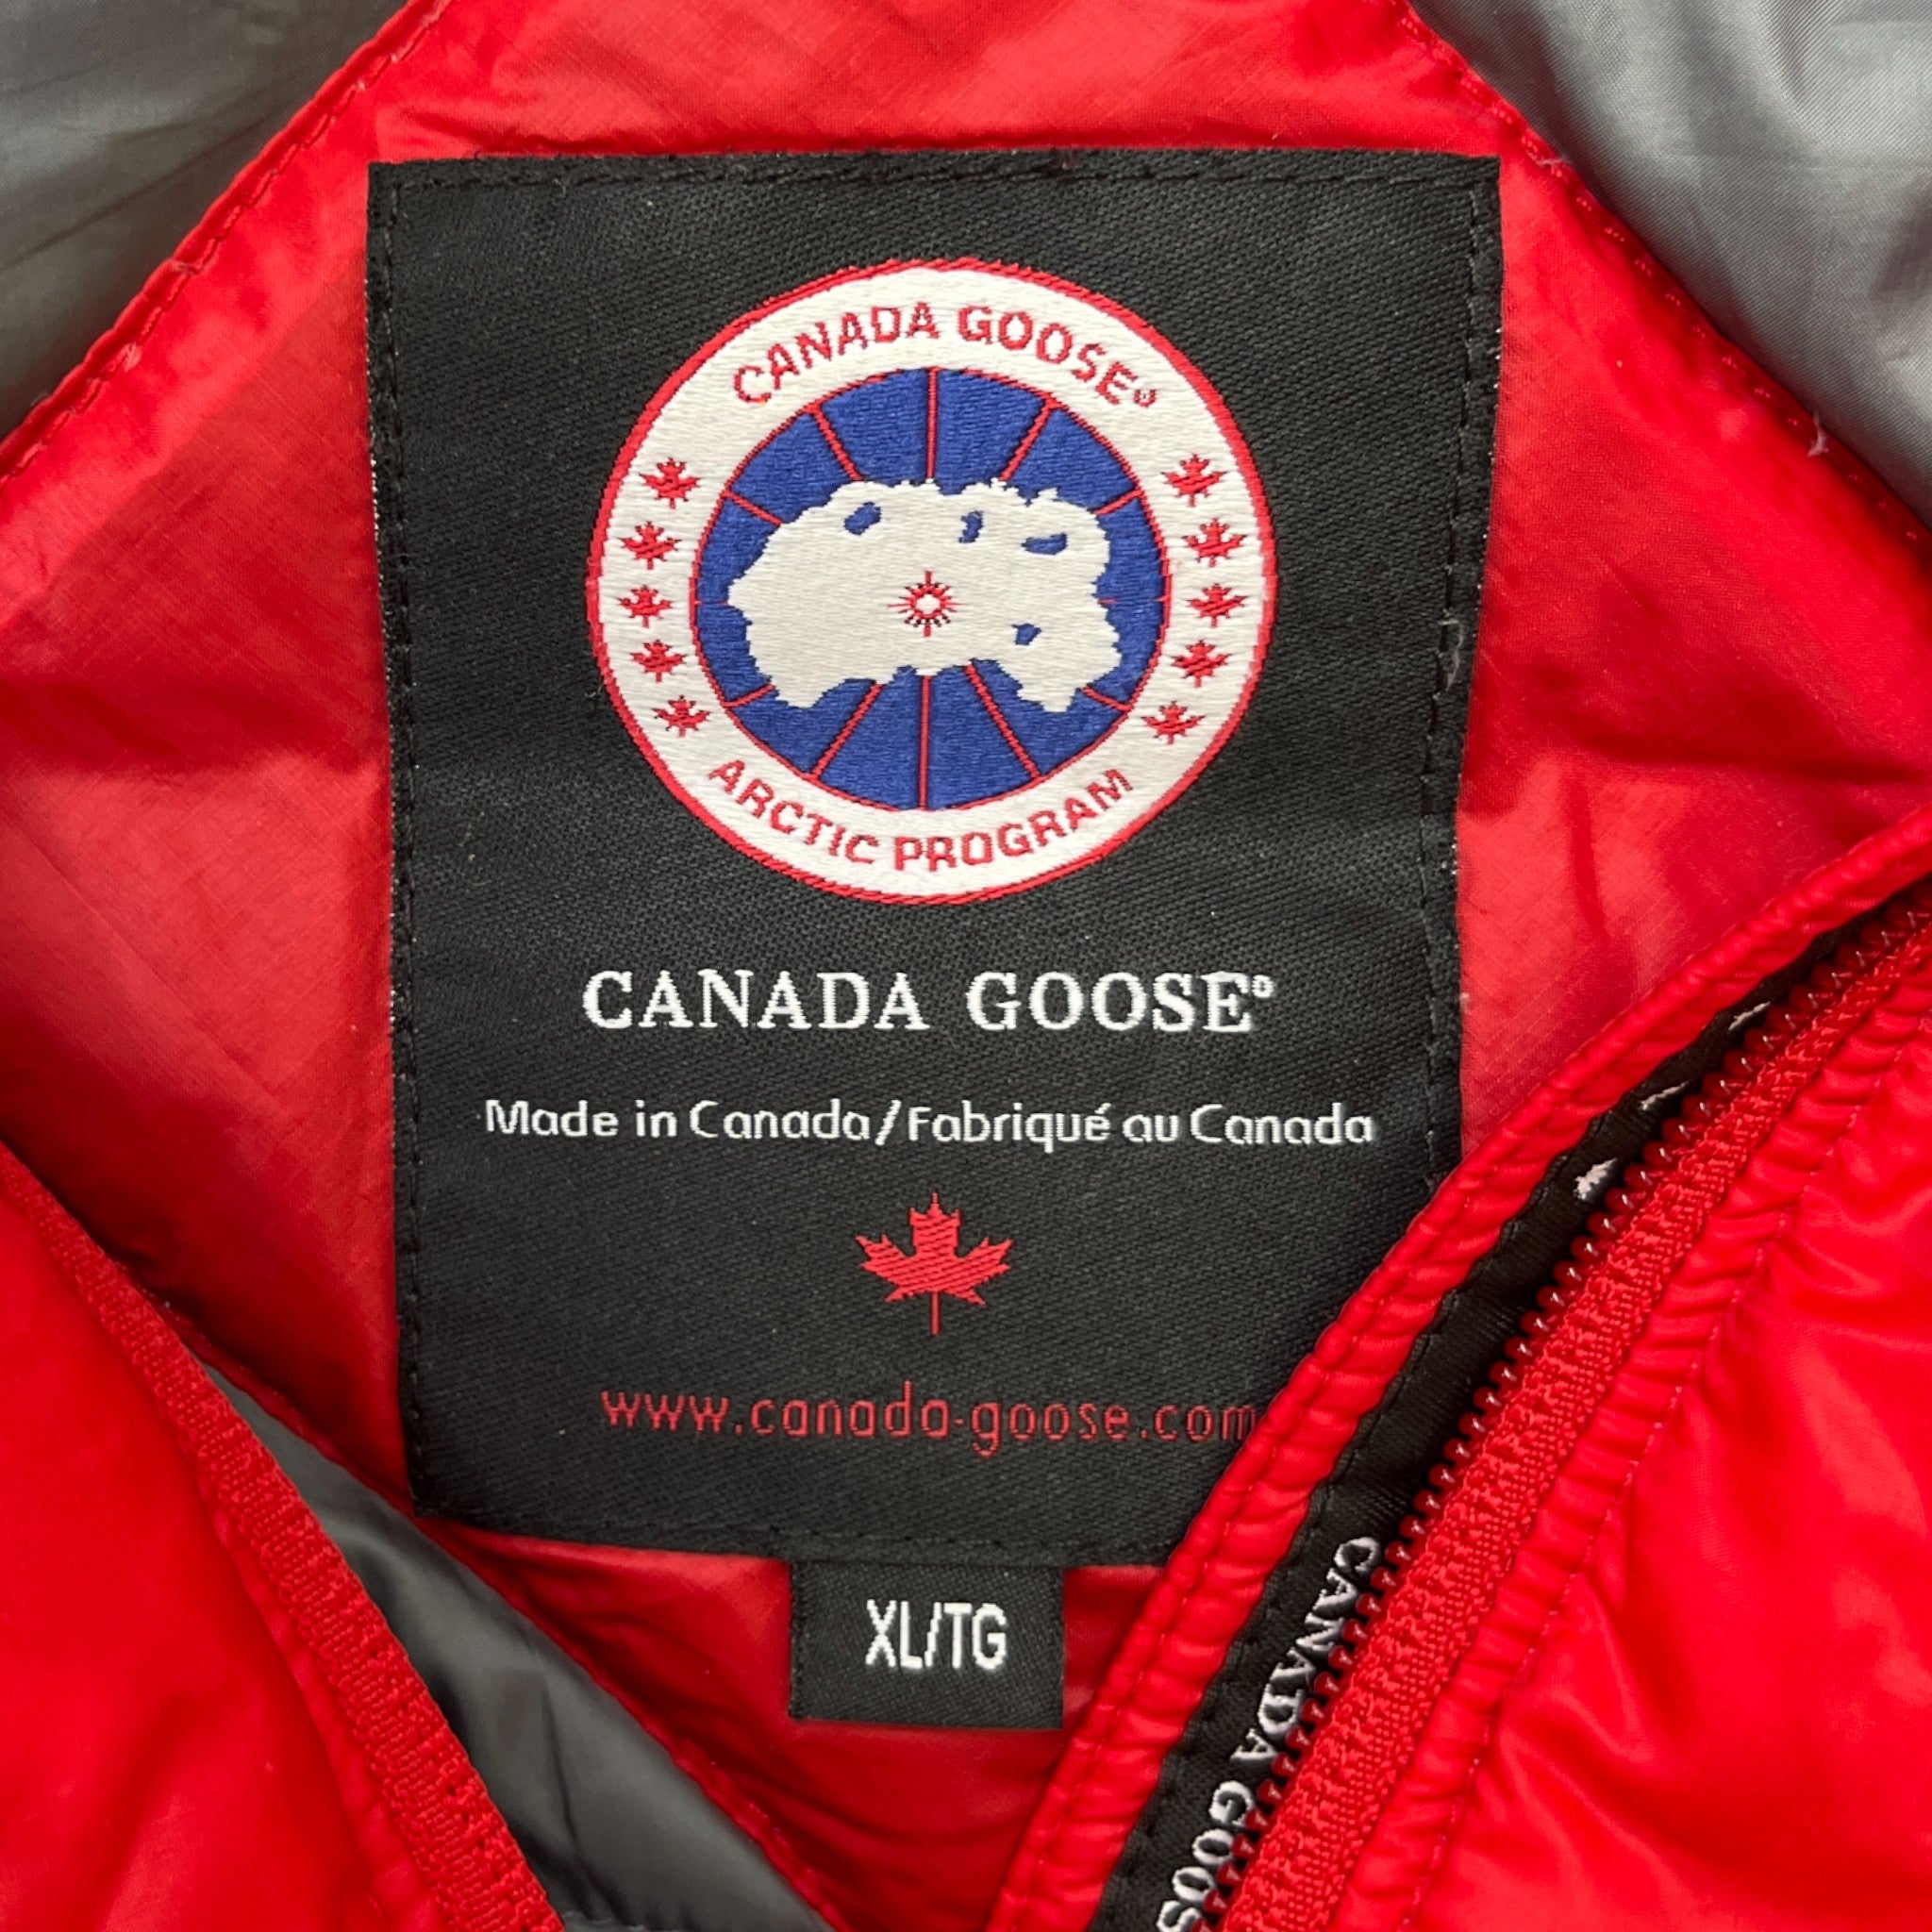 CANADA GOOSE®
ARCTIC PROGRAM
CANADA GOOSE®
Made in Canada/Fabriqué au Canada
www.canada-goose.com
XL/TG
CANADA GOOS